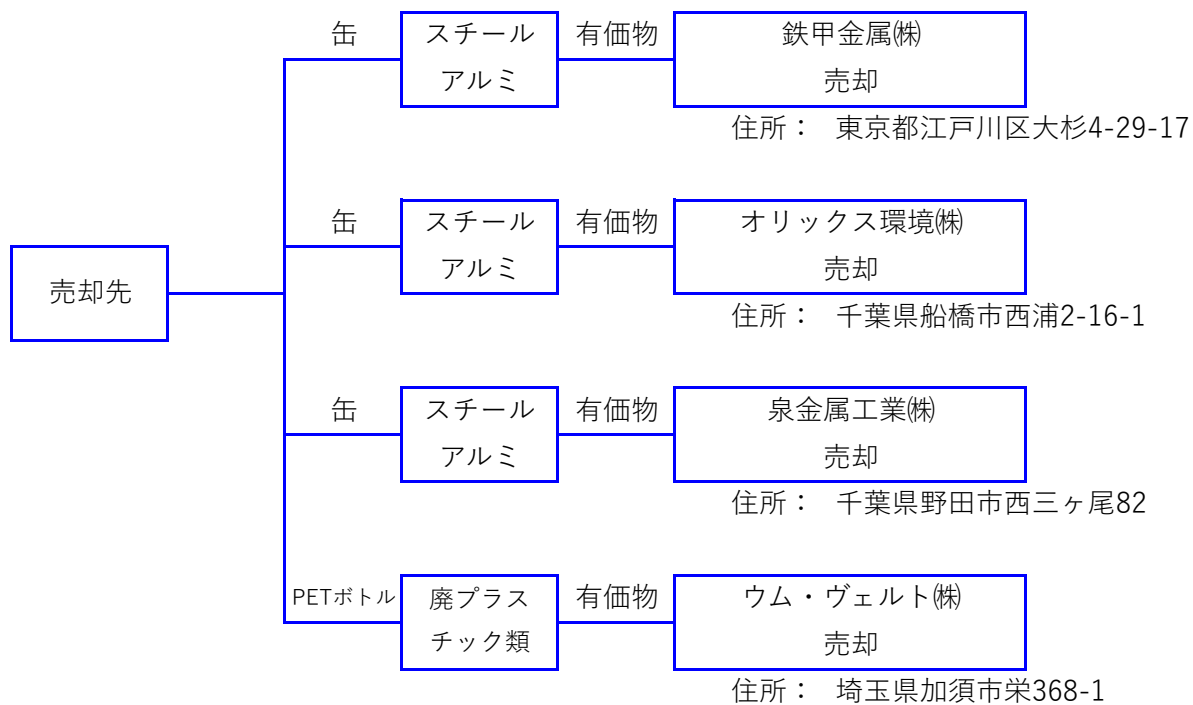 缶
スチール
アルミ
有価物
鉄甲金属㈱
売却
住所： 東京都江戸川区大杉4-29-17
缶
スチール
アルミ
有価物
オリックス環境㈱
売却
住所： 千葉県船橋市西浦2-16-1
売却先
缶
スチール
アルミ
有価物
泉金属工業㈱
売却
住所： 千葉県野田市西三ヶ尾82
PETボトル
廃プラス
チック類
有価物
ウム・ヴェルト㈱
売却
住所： 埼玉県加須市栄368-1